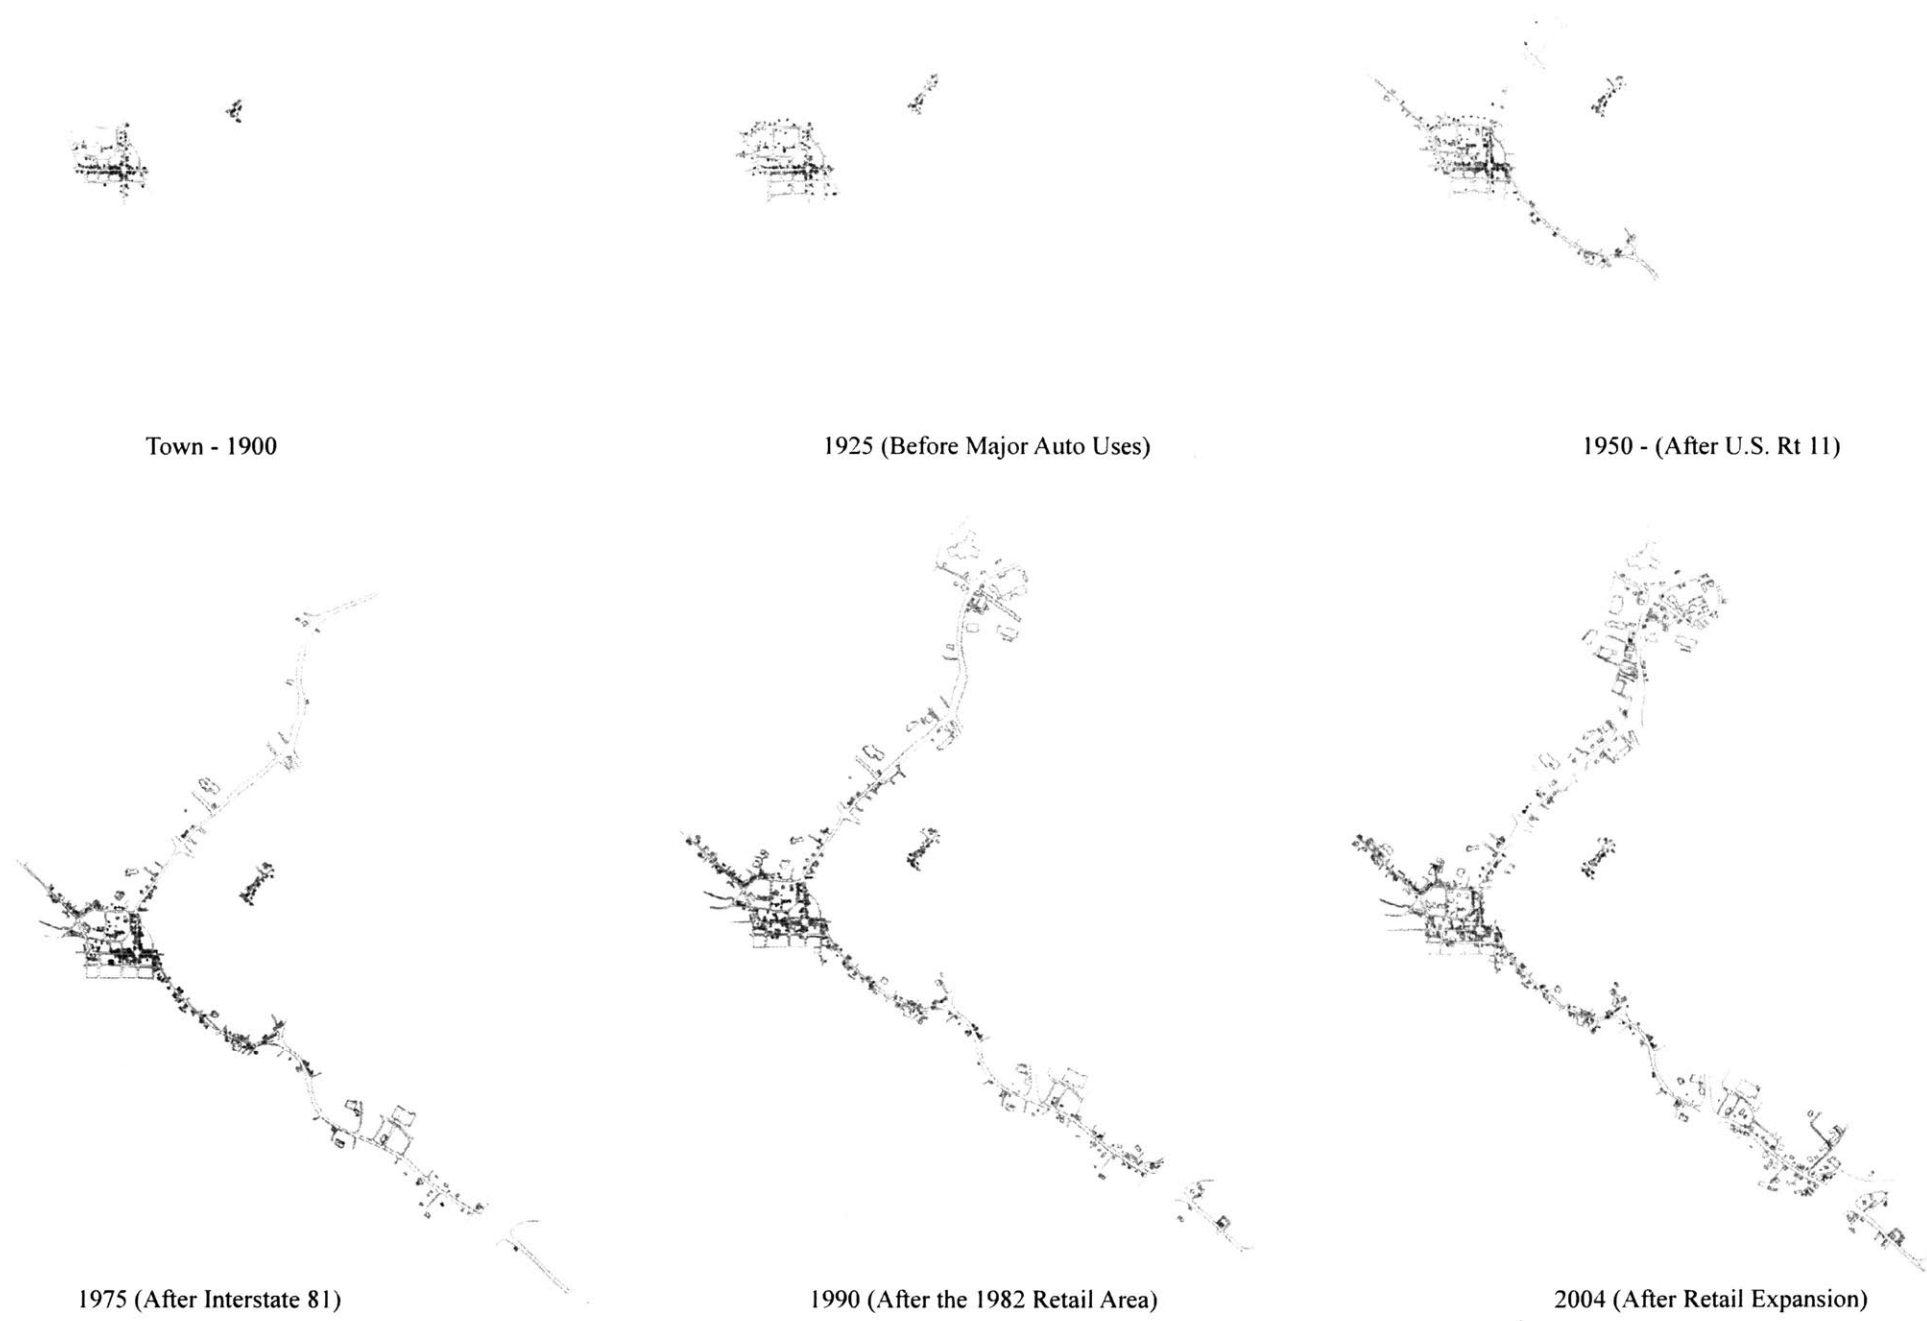 Town - 1900
1925 (Before Major Auto Uses)
1950 - (After U.S. Rt 11)
1975 (After Interstate 81)
1990 (After the 1982 Retail Area)
2004 (After Retail Expansion)